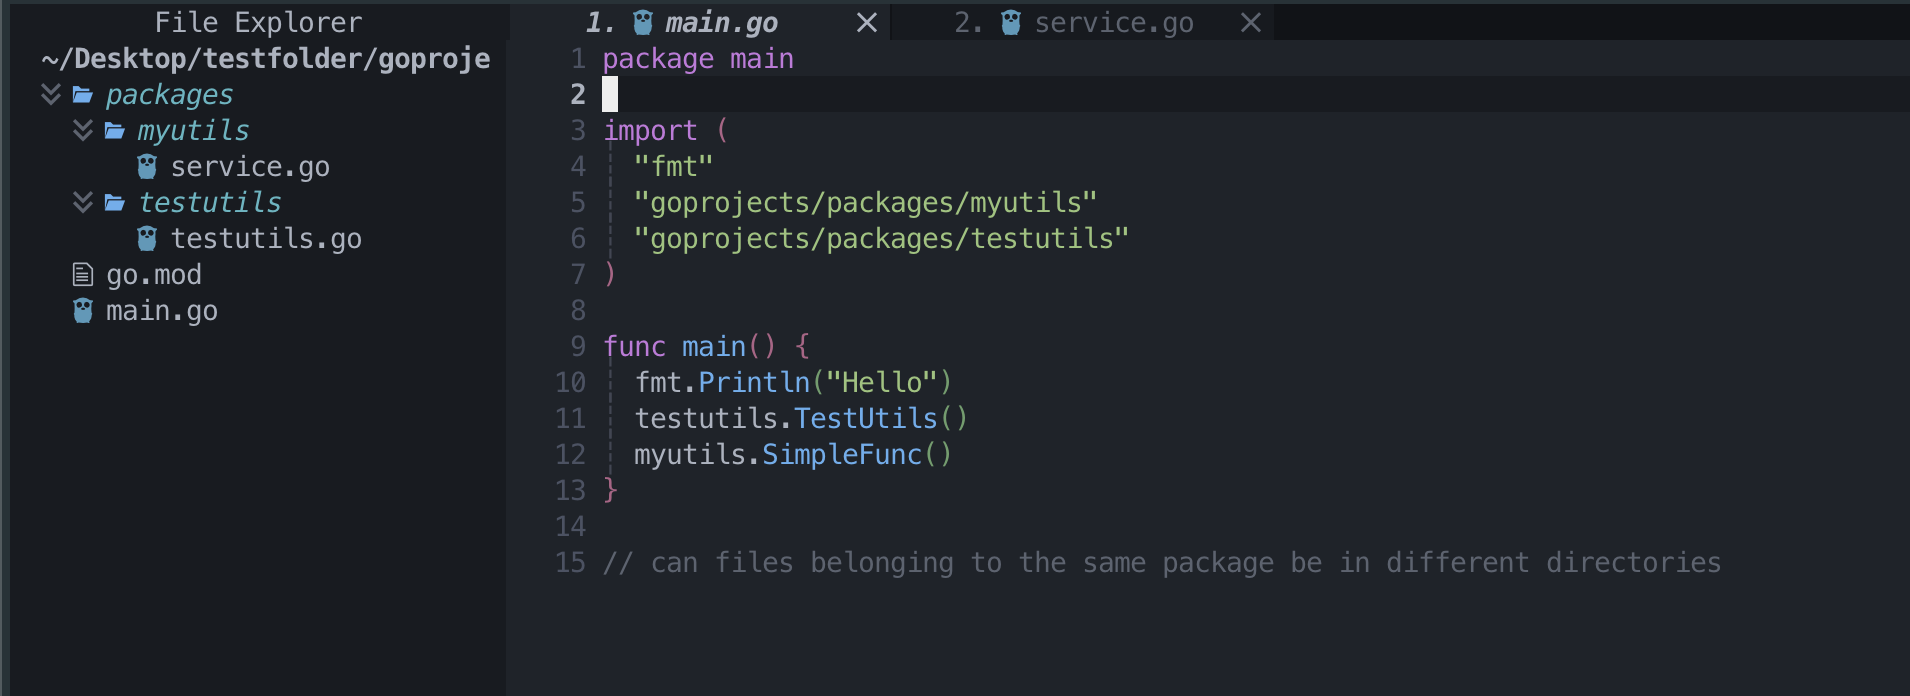 File Explorer
~/Desktop/testfolder/goproje
packages
myutils
service.go
testutils
testutils.go
go.mod
main.go
1. main.go ×
2. service.go ×
1 package main
2
3 import (
4 "fmt"
5 "goprojects/packages/myutils"
6 "goprojects/packages/testutils"
7 )
8
9 func main() {
10 fmt.Println("Hello")
11 testutils.TestUtils()
12 myutils.SimpleFunc()
13 }
14
15 // can files belonging to the same package be in different directories